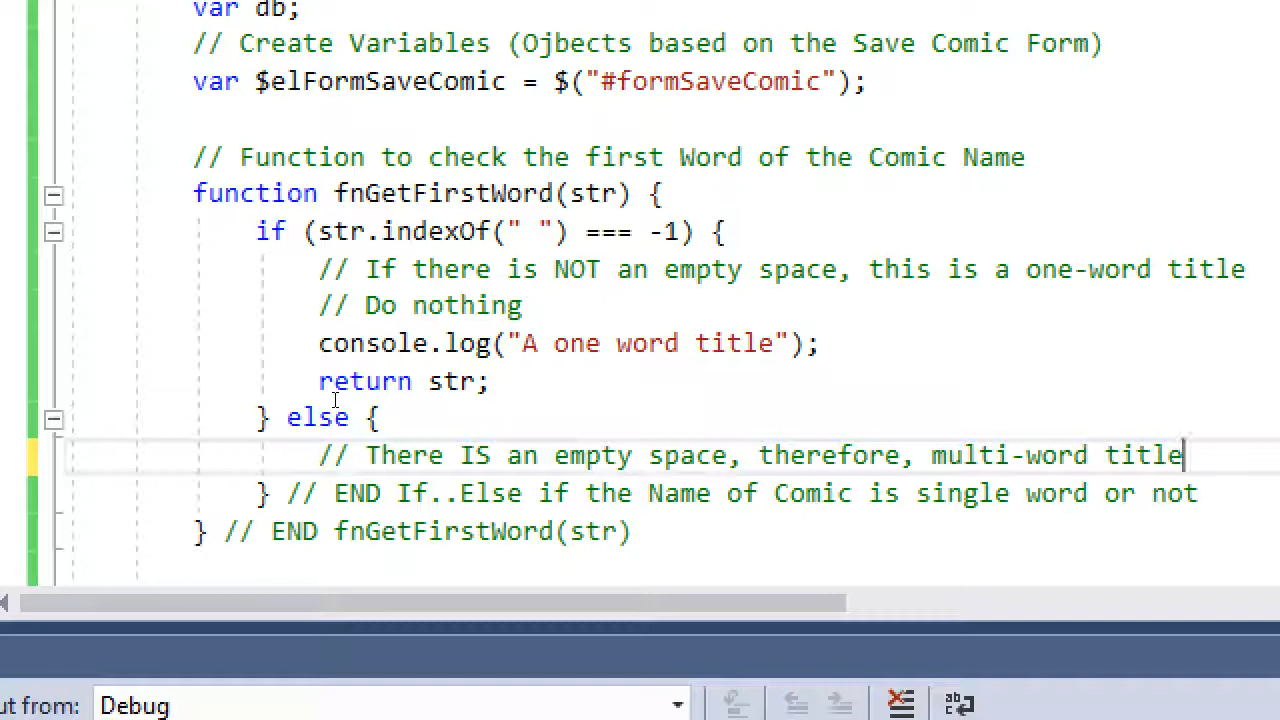 var db;
// Create Variables (Ojbects based on the Save Comic Form)
var $elFormSaveComic = $("#formSaveComic");
// Function to check the first Word of the Comic Name
function fnGetFirstWord(str) {
if (str.indexOf(" ") === -1) {
// If there is NOT an empty space, this is a one-word title
// Do nothing
console.log("A one word title");
return str;
} else {
// There IS an empty space, therefore, multi-word title
} // END If..Else if the Name of Comic is single word or not
} // END fnGetFirstWord(str)
ut from: Debug